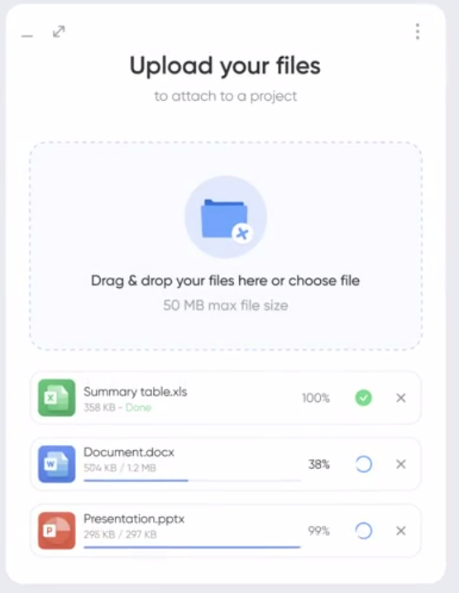 Upload your files
to attach to a project
Drag & drop your files here or choose file
50 MB max file size
X
Summary table.xls
358 KB - Done
100%
W
Document.docx
504 KB / 1.2 MB
38%
P
Presentation.pptx
295 KB / 297 KB
99%